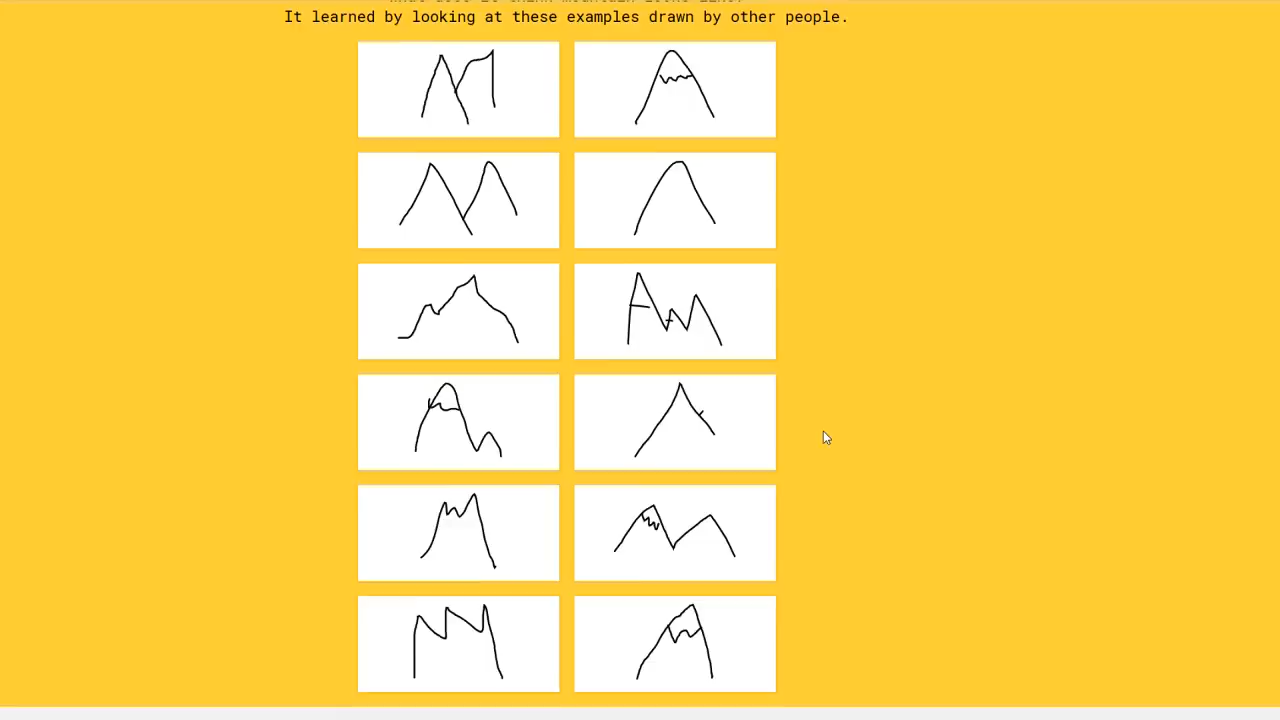 It learned by looking at these examples drawn by other people.